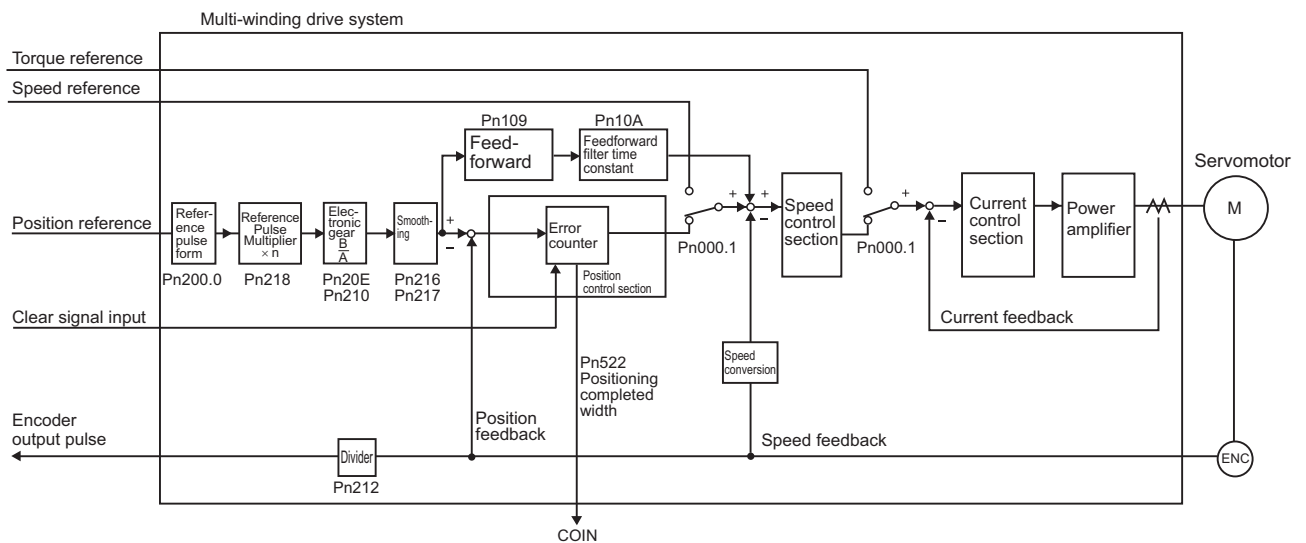 Multi-winding drive system
Torque reference
Speed reference
Pn109
Feed-
forward
Pn10A
Feedforward
filter time
constant
Servomotor
M
Position reference
Refer-
ence
pulse
form
Pn200.0
Reference
Pulse
Multiplier
× n
Pn218
Elec-
tronic
gear
B
A
Pn20E
Pn210
Smooth-
ing
Pn216
Pn217
+
−
Error
counter
Position
control section
Pn000.1
+
+
−
Speed
control
section
Pn000.1
+
−
Current
control
section
Power
amplifier
Clear signal input
Current feedback
Pn522
Positioning
completed
width
Speed
conversion
Encoder
output pulse
Position
feedback
Speed feedback
Divider
Pn212
ENC
COIN